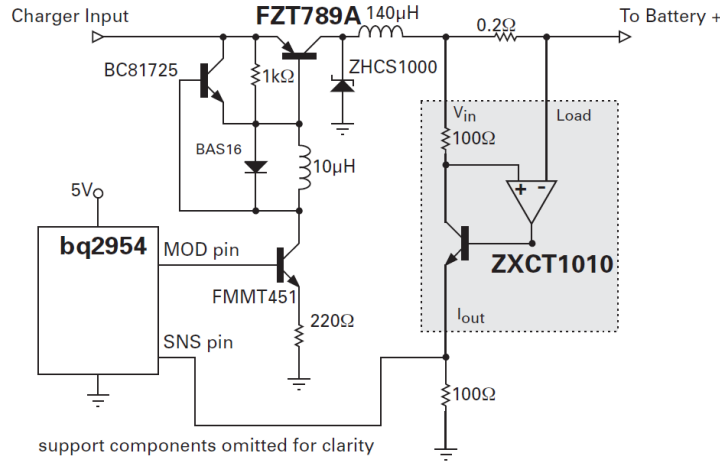 Charger Input
FZT789A
140µH
0.2Ω
To Battery +
BC81725
1kΩ
ZHCS1000
Vin
Load
100Ω
BAS16
10µH
+ -
5V
bq2954
MOD pin
ZXCT1010
FMMT451
Iout
220Ω
SNS pin
100Ω
support components omitted for clarity